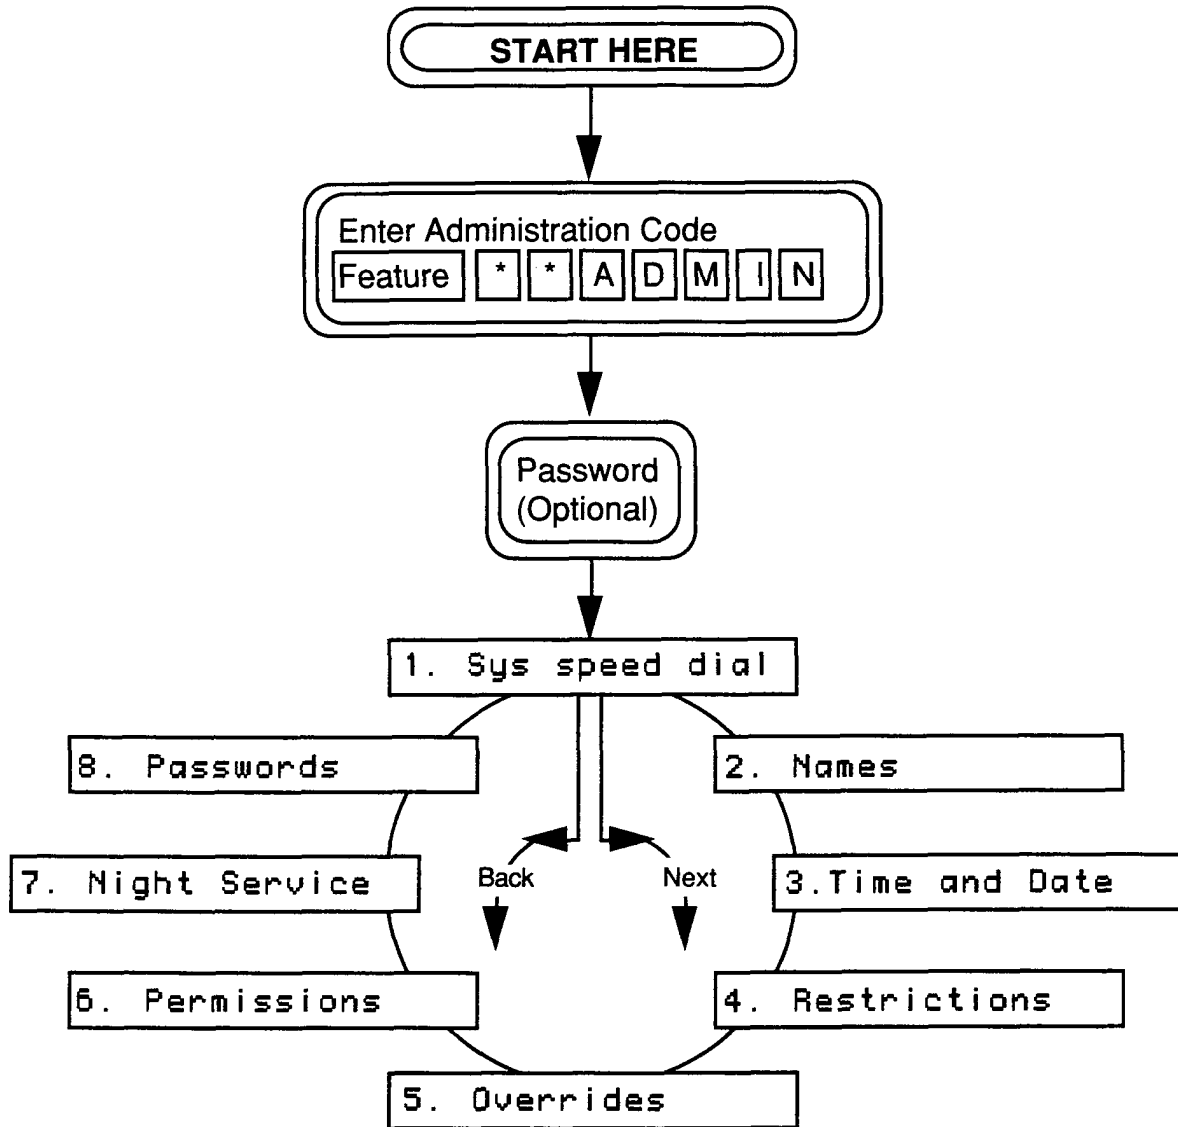 START HERE
Enter Administration Code
Feature * * A D M I N
Password
(Optional)
1. Sys speed dial
8. Passwords
2. Names
7. Night Service
Back
Next
3.Time and Date
6. Permissions
4. Restrictions
5. Overrides